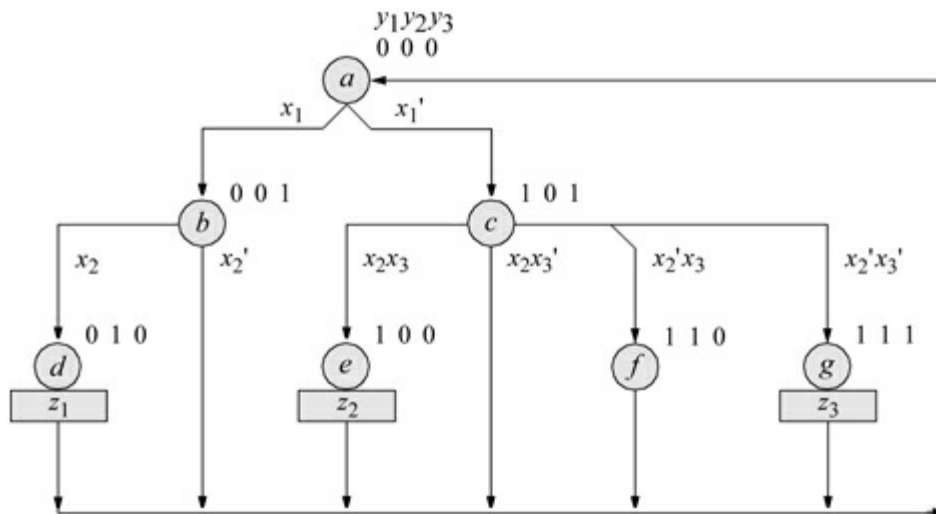 y₁y₂y₃
0 0 0
a
x₁ x₁'
0 0 1 1 0 1
b c
x₂ x₂' x₂x₃ x₂x₃' x₂'x₃ x₂'x₃'
0 1 0 1 0 0 1 1 0 1 1 1
d e f g
z₁ z₂ z₃